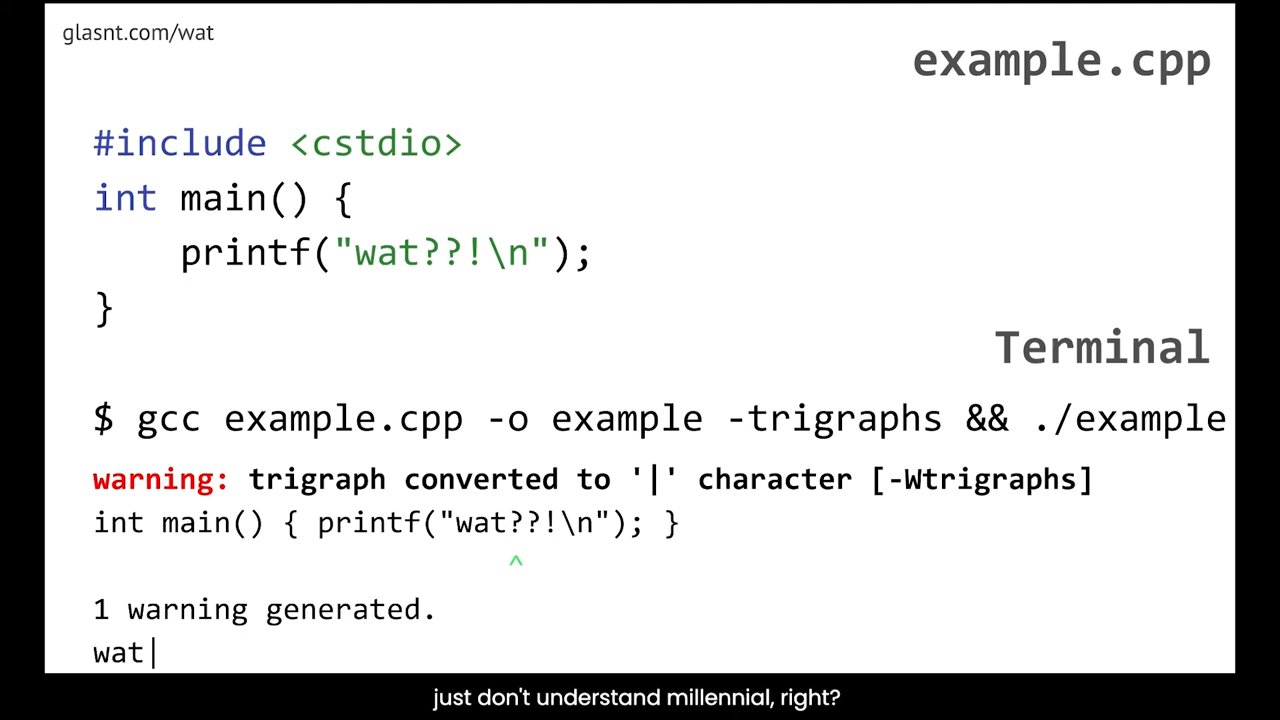 glasnt.com/wat
example.cpp
#include <cstdio>
int main() {
    printf("wat??!\n");
}
Terminal
$ gcc example.cpp -o example -trigraphs && ./example
warning: trigraph converted to '|' character [-Wtrigraphs]
int main() { printf("wat??!\n"); }
^
1 warning generated.
wat|
just don't understand millennial, right?